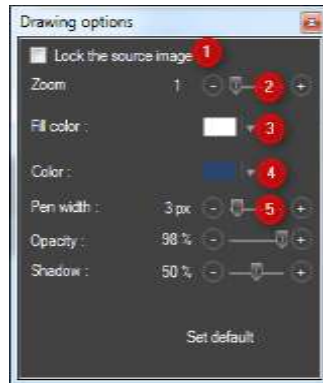 Drawing options
Lock the source image 1
Zoom 1 - 2 +
Fill color : 3
Color : 4
Pen width : 3 px - 5 +
Opacity : 98 % - +
Shadow : 50 % - +
Set default